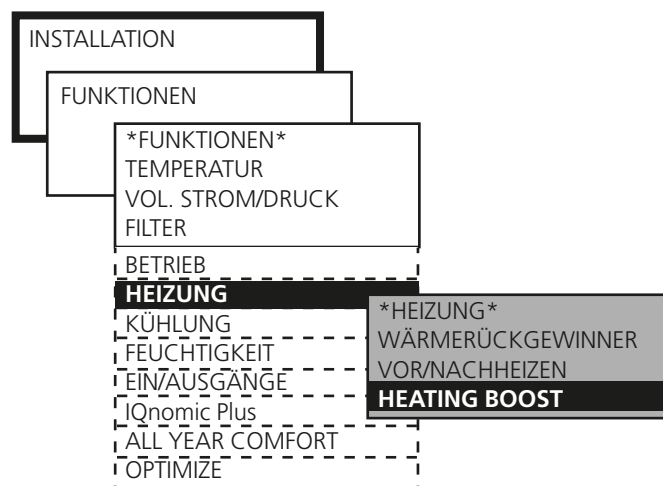 INSTALLATION
FUNKTIONEN
*FUNKTIONEN*
TEMPERATUR
VOL. STROM/DRUCK
FILTER
BETRIEB
HEIZUNG
KÜHLUNG
FEUCHTIGKEIT
EIN/AUSGÄNGE
IQnomic Plus
ALL YEAR COMFORT
OPTIMIZE
*HEIZUNG*
WÄRMERÜCKGEWINNER
VOR/NACHHEIZEN
HEATING BOOST